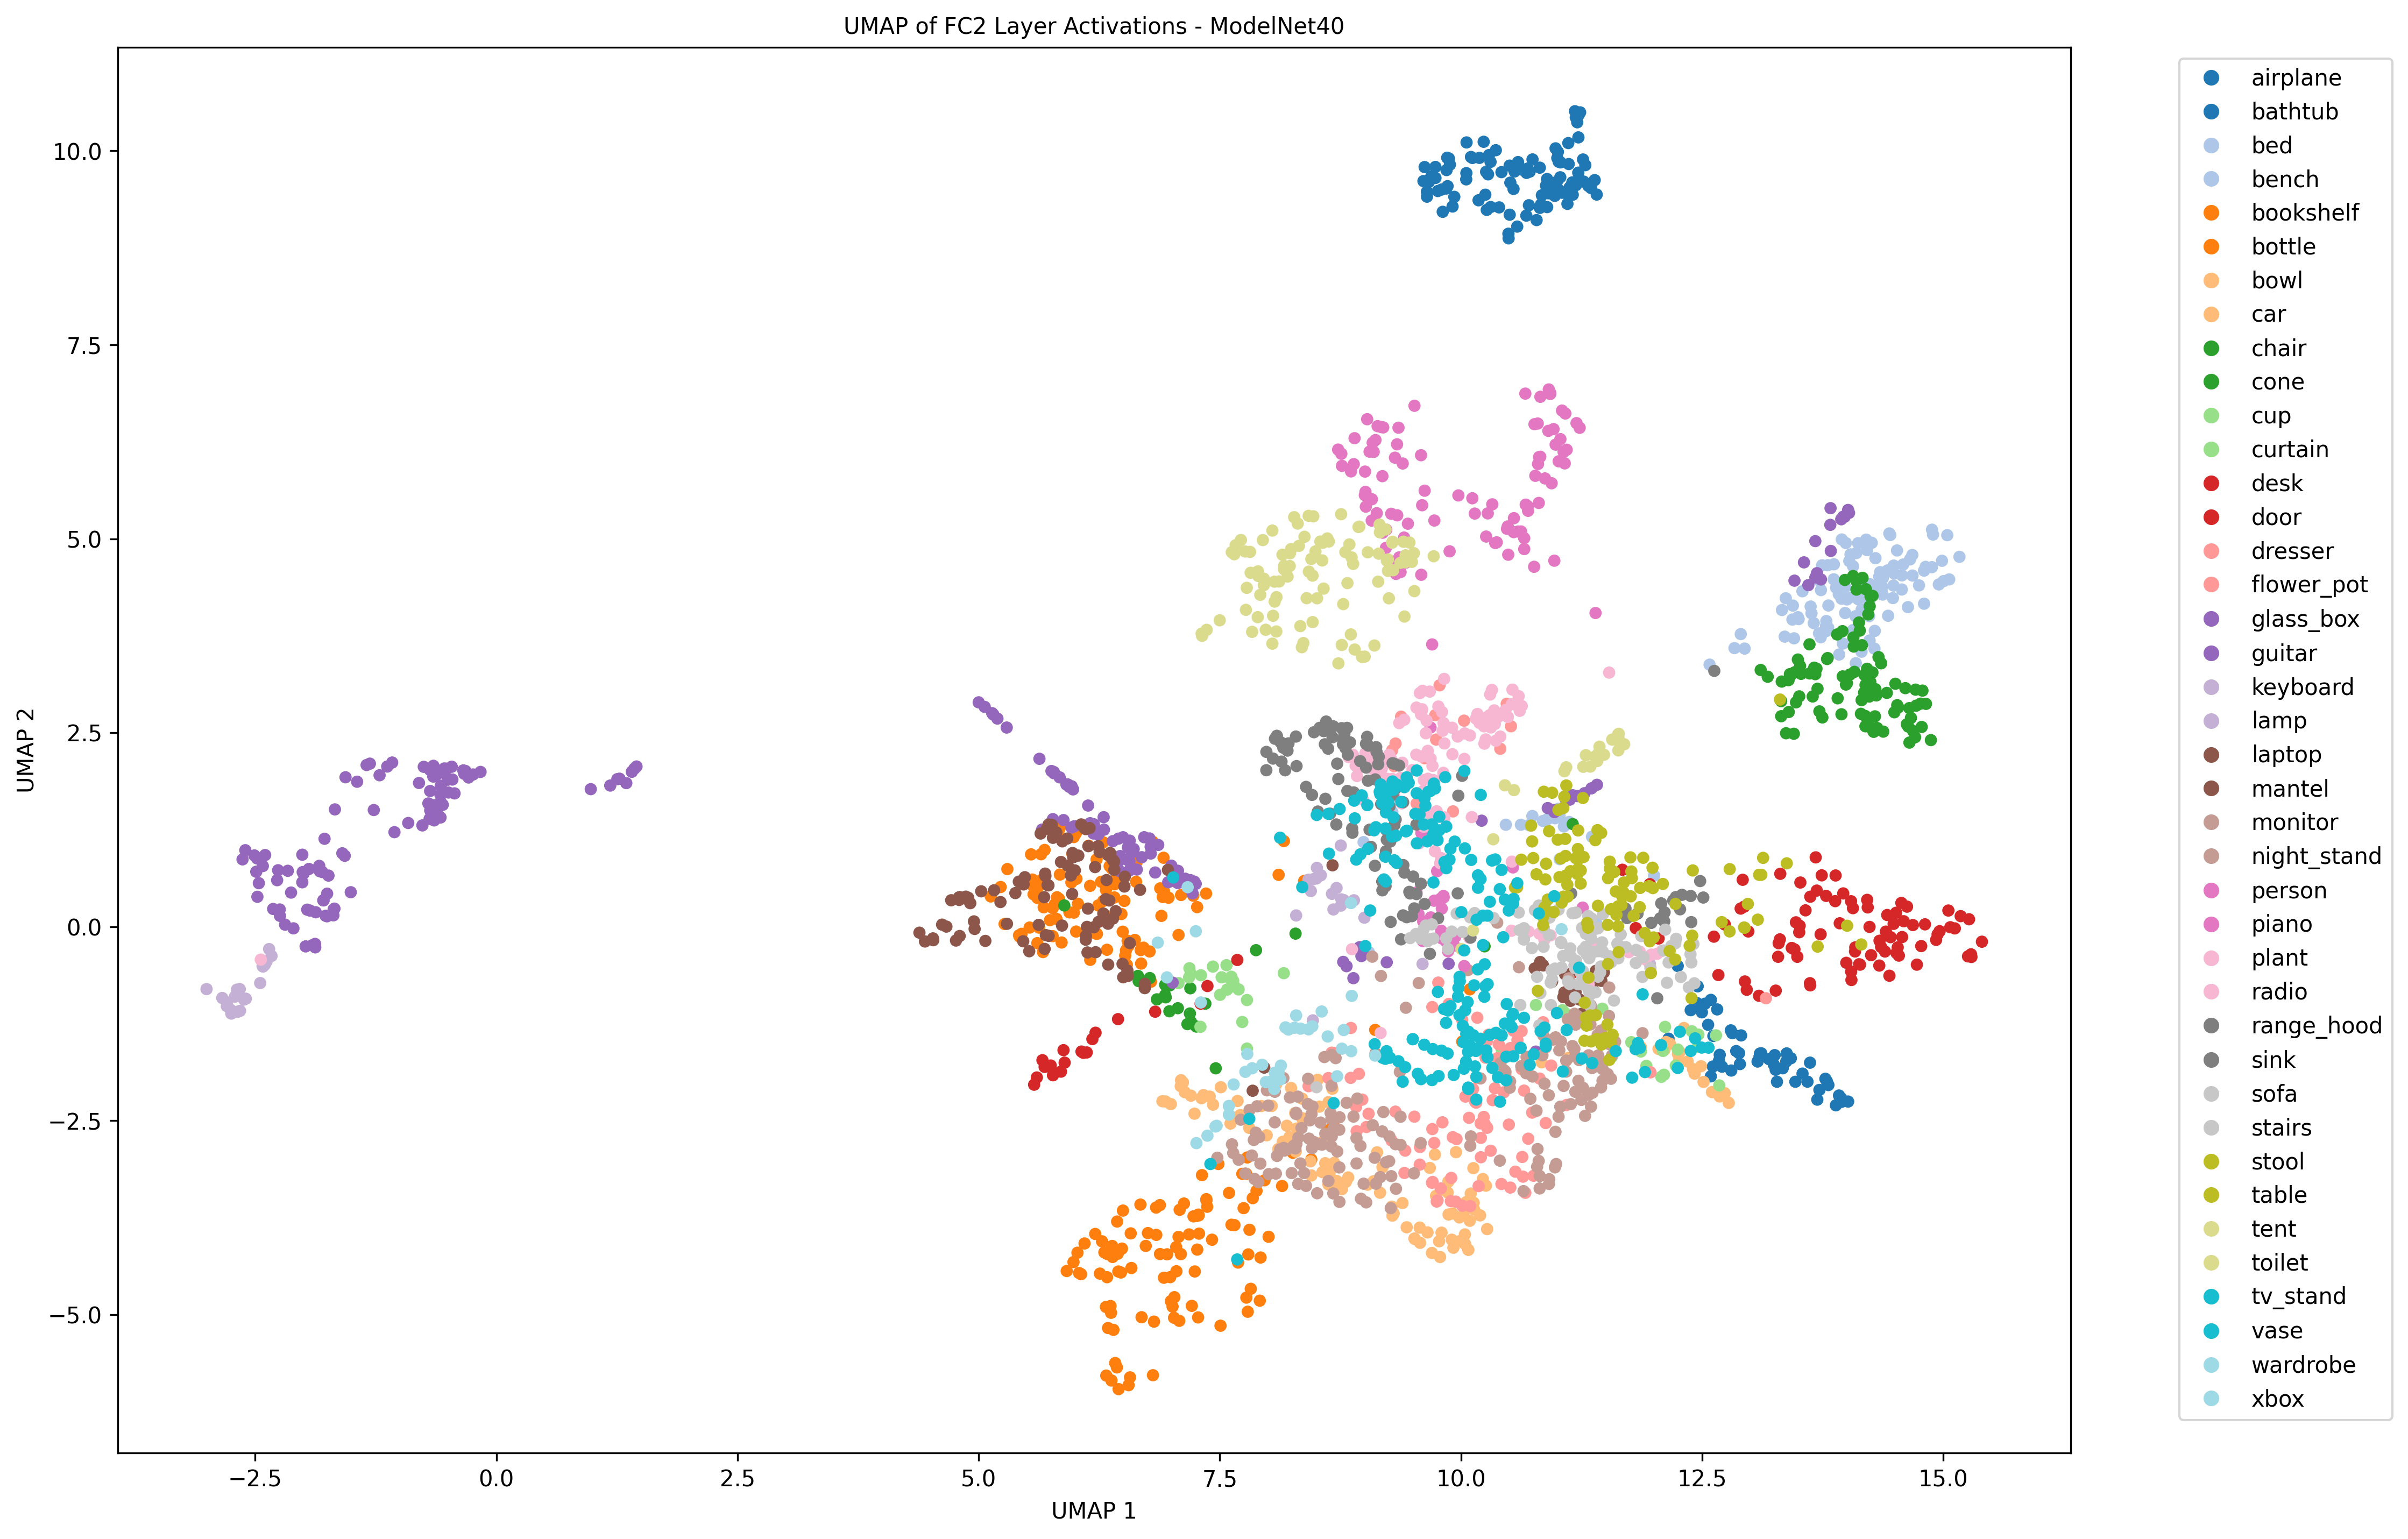 UMAP of FC2 Layer Activations - ModelNet40
10.0
7.5
5.0
2.5
0.0
−2.5
−5.0
UMAP 2
−2.5
0.0
2.5
5.0
7.5
10.0
12.5
15.0
UMAP 1
airplane
bathtub
bed
bench
bookshelf
bottle
bowl
car
chair
cone
cup
curtain
desk
door
dresser
flower_pot
glass_box
guitar
keyboard
lamp
laptop
mantel
monitor
night_stand
person
piano
plant
radio
range_hood
sink
sofa
stairs
stool
table
tent
toilet
tv_stand
vase
wardrobe
xbox